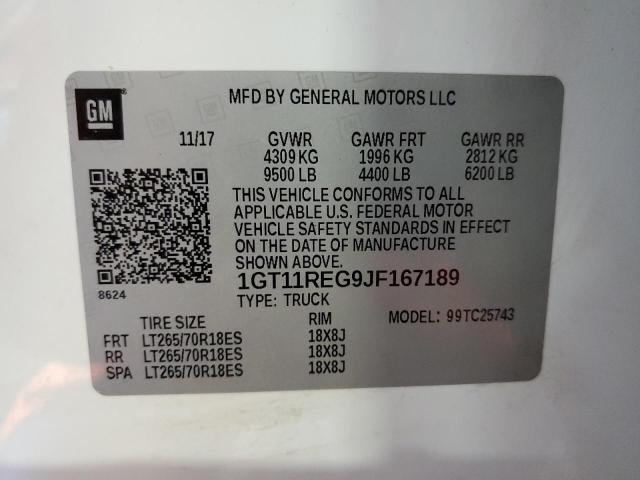 GM
MFD BY GENERAL MOTORS LLC
11/17 GVWR GAWR FRT GAWR RR
4309 KG 1996 KG 2812 KG
9500 LB 4400 LB 6200 LB
THIS VEHICLE CONFORMS TO ALL
APPLICABLE U.S. FEDERAL MOTOR
VEHICLE SAFETY STANDARDS IN EFFECT
ON THE DATE OF MANUFACTURE
SHOWN ABOVE.
1GT11REG9JF167189
8624
TYPE: TRUCK
TIRE SIZE RIM MODEL: 99TC25743
FRT LT265/70R18ES 18X8J
RR LT265/70R18ES 18X8J
SPA LT265/70R18ES 18X8J